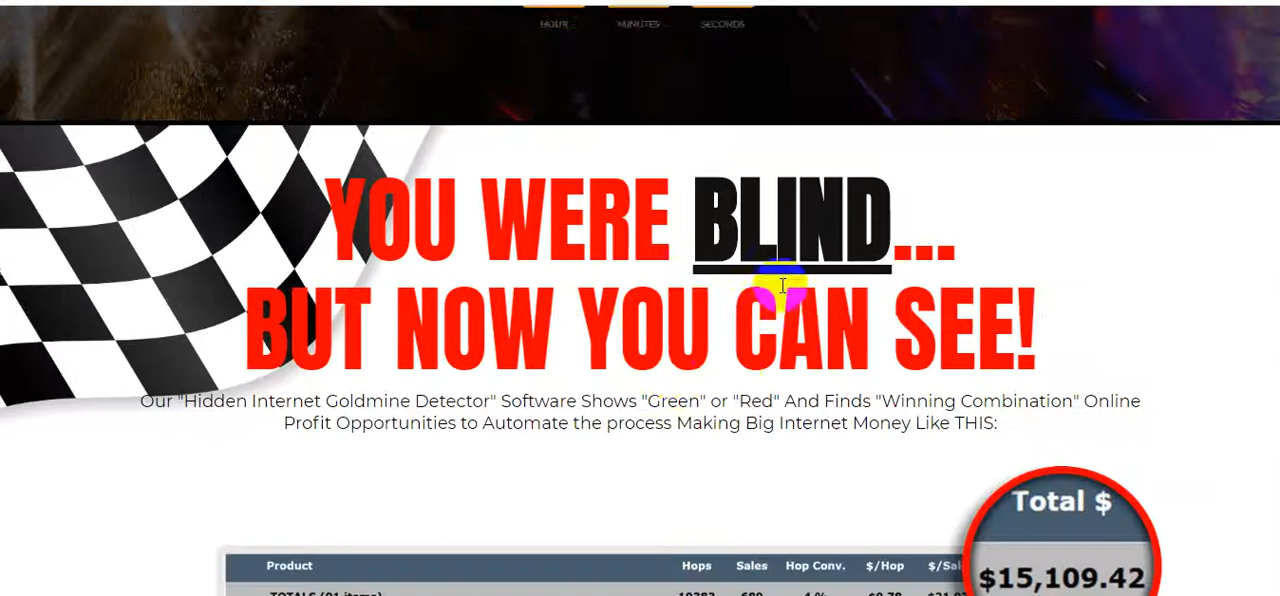 HOUR MINUTES SECONDS
YOU WERE BLIND...
BUT NOW YOU CAN SEE!
Our "Hidden Internet Goldmine Detector" Software Shows "Green" or "Red" And Finds "Winning Combination" Online
Profit Opportunities to Automate the process Making Big Internet Money Like THIS:
Total $
Product Hops Sales Hop Conv. $/Hop $/Sal
$15,109.42